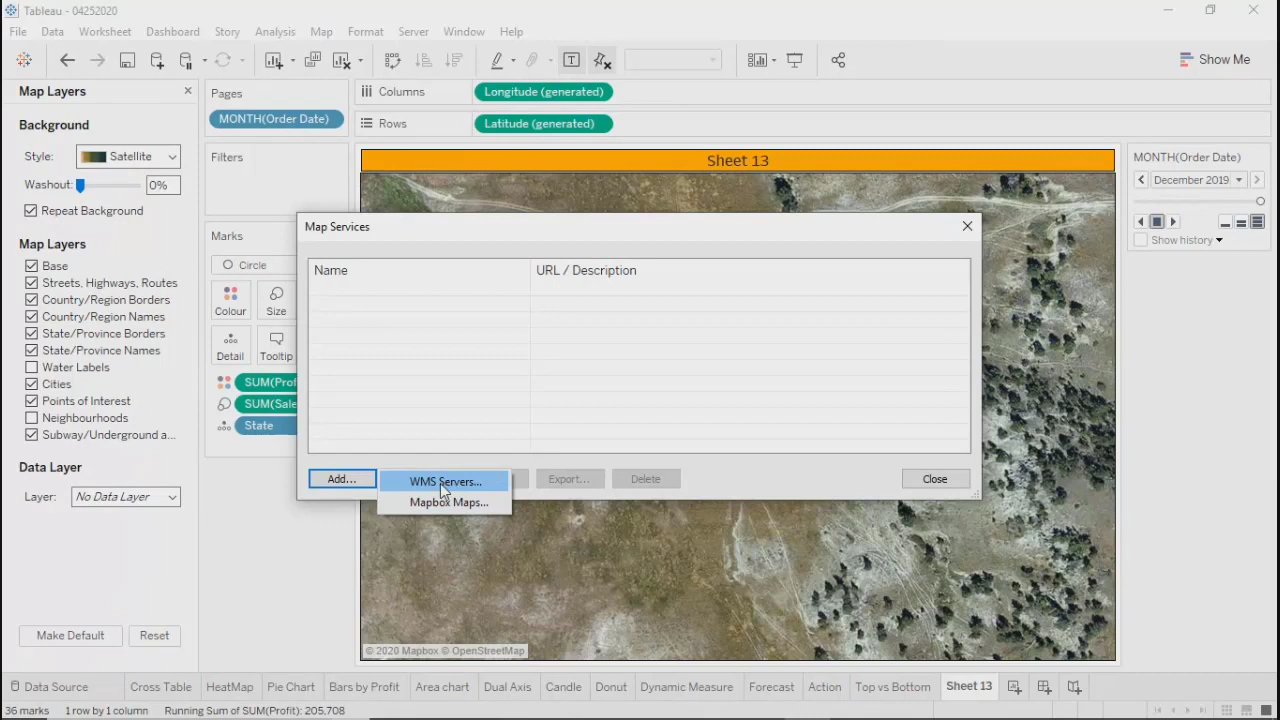 Tableau - 04252020
File Data Worksheet Dashboard Story Analysis Map Format Server Window Help
Show Me
Map Layers
Background
Style: Satellite
Washout: 0%
Repeat Background
Map Layers
Base
Streets, Highways, Routes
Country/Region Borders
Country/Region Names
State/Province Borders
State/Province Names
Water Labels
Cities
Points of Interest
Neighbourhoods
Subway/Underground a...
Data Layer
Layer: No Data Layer
Make Default Reset
Pages
MONTH(Order Date)
Filters
Marks
Circle
Colour Size
Detail Tooltip
SUM(Prof
SUM(Sale
State
Columns Longitude (generated)
Rows Latitude (generated)
Sheet 13
Map Services
Name URL / Description
Add... Export... Delete Close
WMS Servers...
Mapbox Maps...
© 2020 Mapbox © OpenStreetMap
MONTH(Order Date)
December 2019
Show history
Data Source Cross Table HeatMap Pie Chart Bars by Profit Area chart Dual Axis Candle Donut Dynamic Measure Forecast Action Top vs Bottom Sheet 13
36 marks 1 row by 1 column Running Sum of SUM(Profit): 205,708